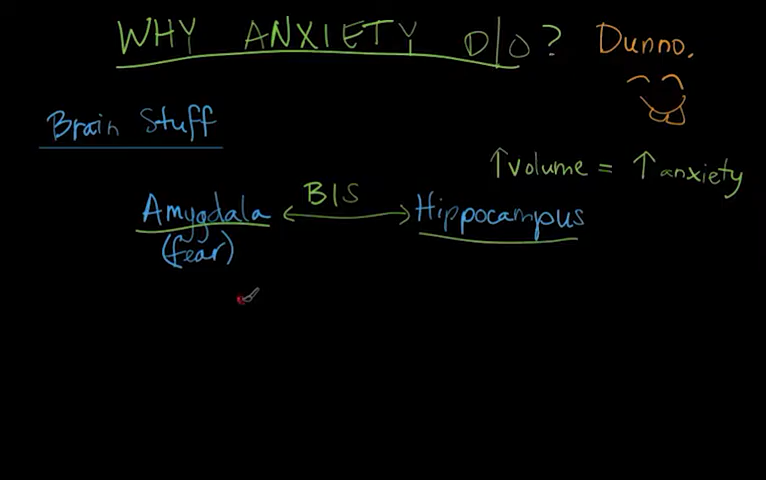 WHY ANXIETY D/O? Dunno.
Brain Stuff
↑volume = ↑anxiety
Amygdala ←BIS→ Hippocampus
(fear)